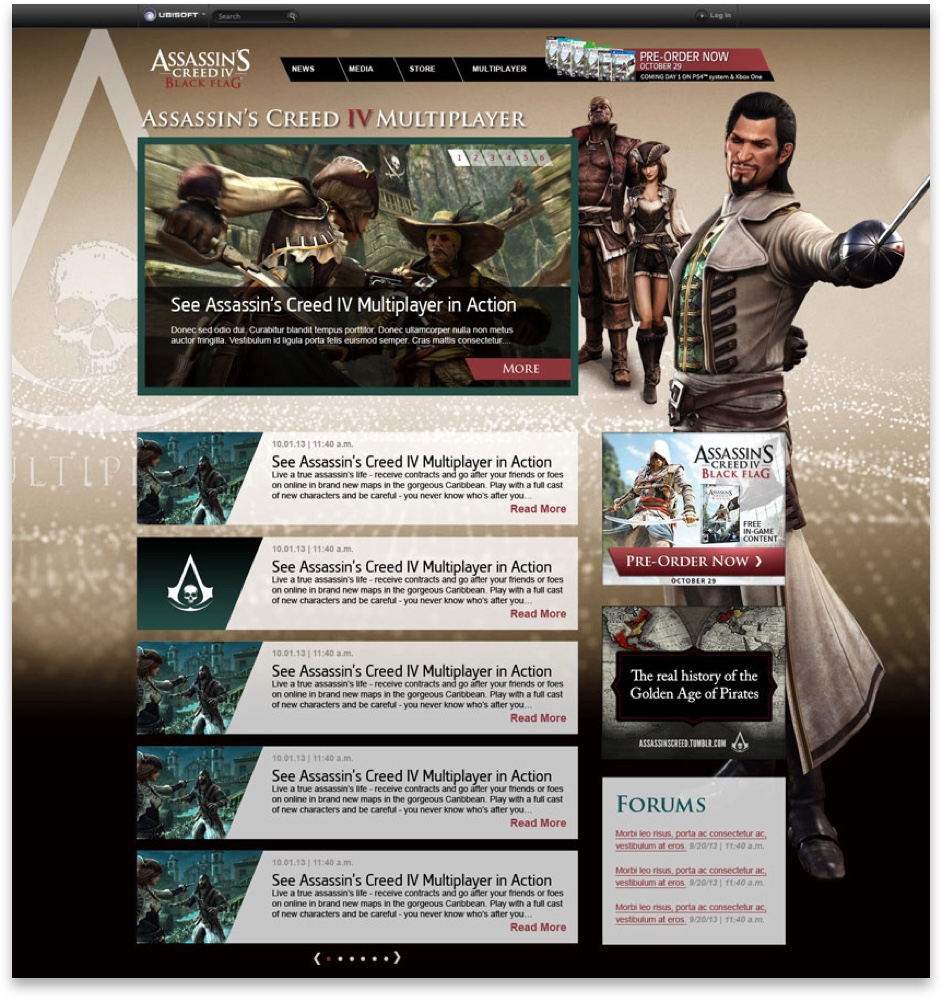 UBISOFT
Search
Log In
ASSASSIN'S
CREED IV
BLACK FLAG
NEWS
MEDIA
STORE
MULTIPLAYER
PRE-ORDER NOW
OCTOBER 29
COMING DAY 1 ON PS4™ system & Xbox One
ASSASSIN'S CREED IV MULTIPLAYER
1 2 3 4 5 6
See Assassin's Creed IV Multiplayer in Action
Donec sed odio dui. Curabitur blandit tempus porttitor. Donec ullamcorper nulla non metus
auctor fringilla. Vestibulum id ligula porta felis euismod semper. Cras mattis consectetur....
MORE
10.01.13 | 11:40 a.m.
See Assassin's Creed IV Multiplayer in Action
Live a true assassin's life - receive contracts and go after your friends or foes
on online in brand new maps in the gorgeous Caribbean. Play with a full cast
of new characters and be careful - you never know who's after you…
Read More
10.01.13 | 11:40 a.m.
See Assassin's Creed IV Multiplayer in Action
Live a true assassin's life - receive contracts and go after your friends or foes
on online in brand new maps in the gorgeous Caribbean. Play with a full cast
of new characters and be careful - you never know who's after you…
Read More
10.01.13 | 11:40 a.m.
See Assassin's Creed IV Multiplayer in Action
Live a true assassin's life - receive contracts and go after your friends or foes
on online in brand new maps in the gorgeous Caribbean. Play with a full cast
of new characters and be careful - you never know who's after you…
Read More
10.01.13 | 11:40 a.m.
See Assassin's Creed IV Multiplayer in Action
Live a true assassin's life - receive contracts and go after your friends or foes
on online in brand new maps in the gorgeous Caribbean. Play with a full cast
of new characters and be careful - you never know who's after you…
Read More
10.01.13 | 11:40 a.m.
See Assassin's Creed IV Multiplayer in Action
Live a true assassin's life - receive contracts and go after your friends or foes
on online in brand new maps in the gorgeous Caribbean. Play with a full cast
of new characters and be careful - you never know who's after you…
Read More
ASSASSIN'S
CREED IV
BLACK FLAG
FREE
IN-GAME
CONTENT
PRE-ORDER NOW ❯
OCTOBER 29
The real history of the
Golden Age of Pirates
ASSASSINSCREED.TUMBLR.COM
FORUMS
Morbi leo risus, porta ac consectetur ac,
vestibulum at eros. 9/20/13 | 11:40 a.m.
Morbi leo risus, porta ac consectetur ac,
vestibulum at eros. 9/20/13 | 11:40 a.m.
Morbi leo risus, porta ac consectetur ac,
vestibulum at eros. 9/20/13 | 11:40 a.m.